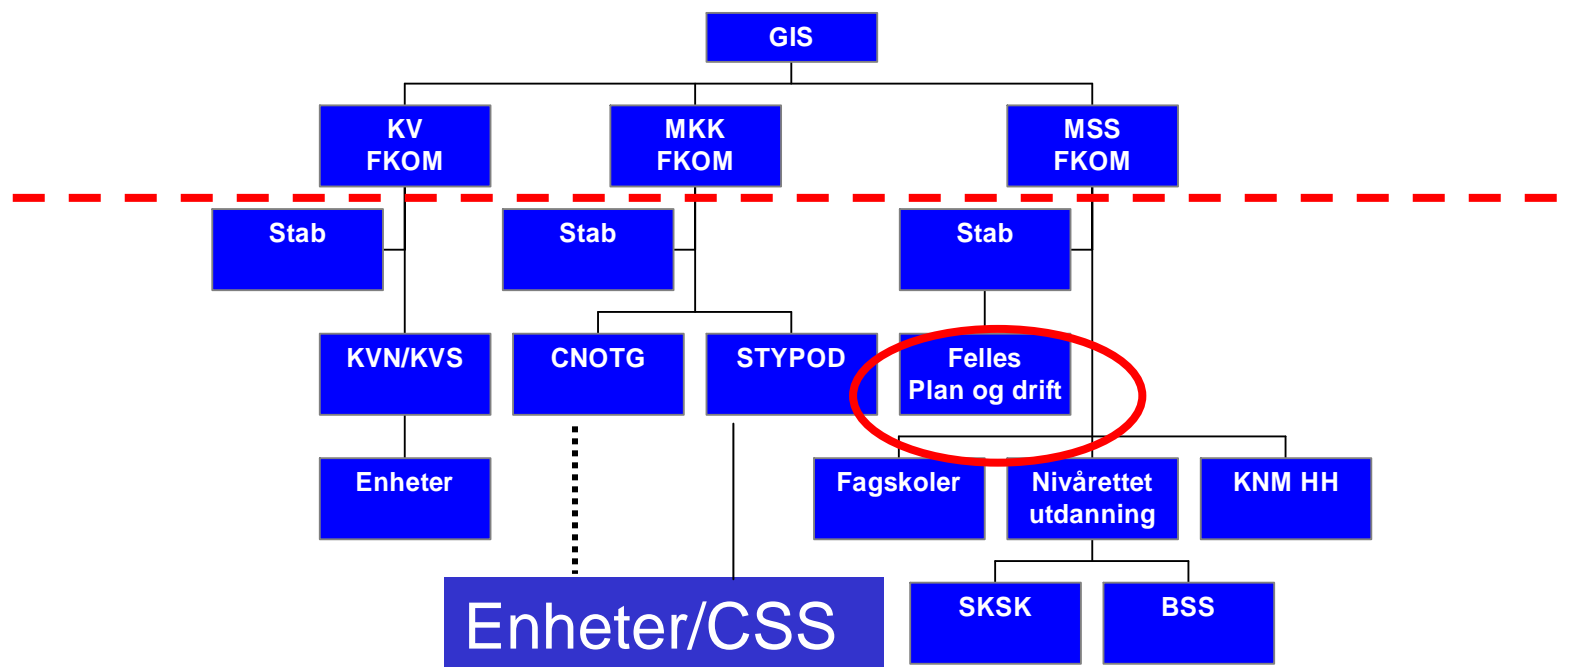 GIS
KV
FKOM
MKK
FKOM
MSS
FKOM
Stab
Stab
Stab
KVN/KVS
CNOTG
STYPOD
Felles
Plan og drift
Enheter
Fagskoler
Nivårettet
utdanning
KNM HH
Enheter/CSS
SKSK
BSS